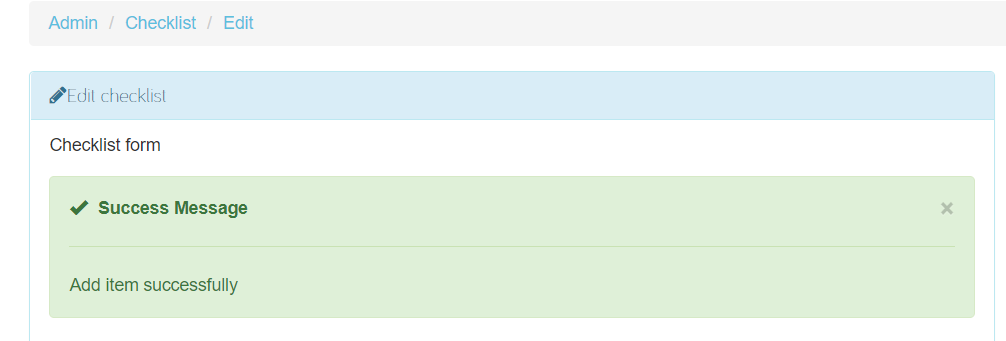 Admin / Checklist / Edit
Edit checklist
Checklist form
Success Message ×
Add item successfully